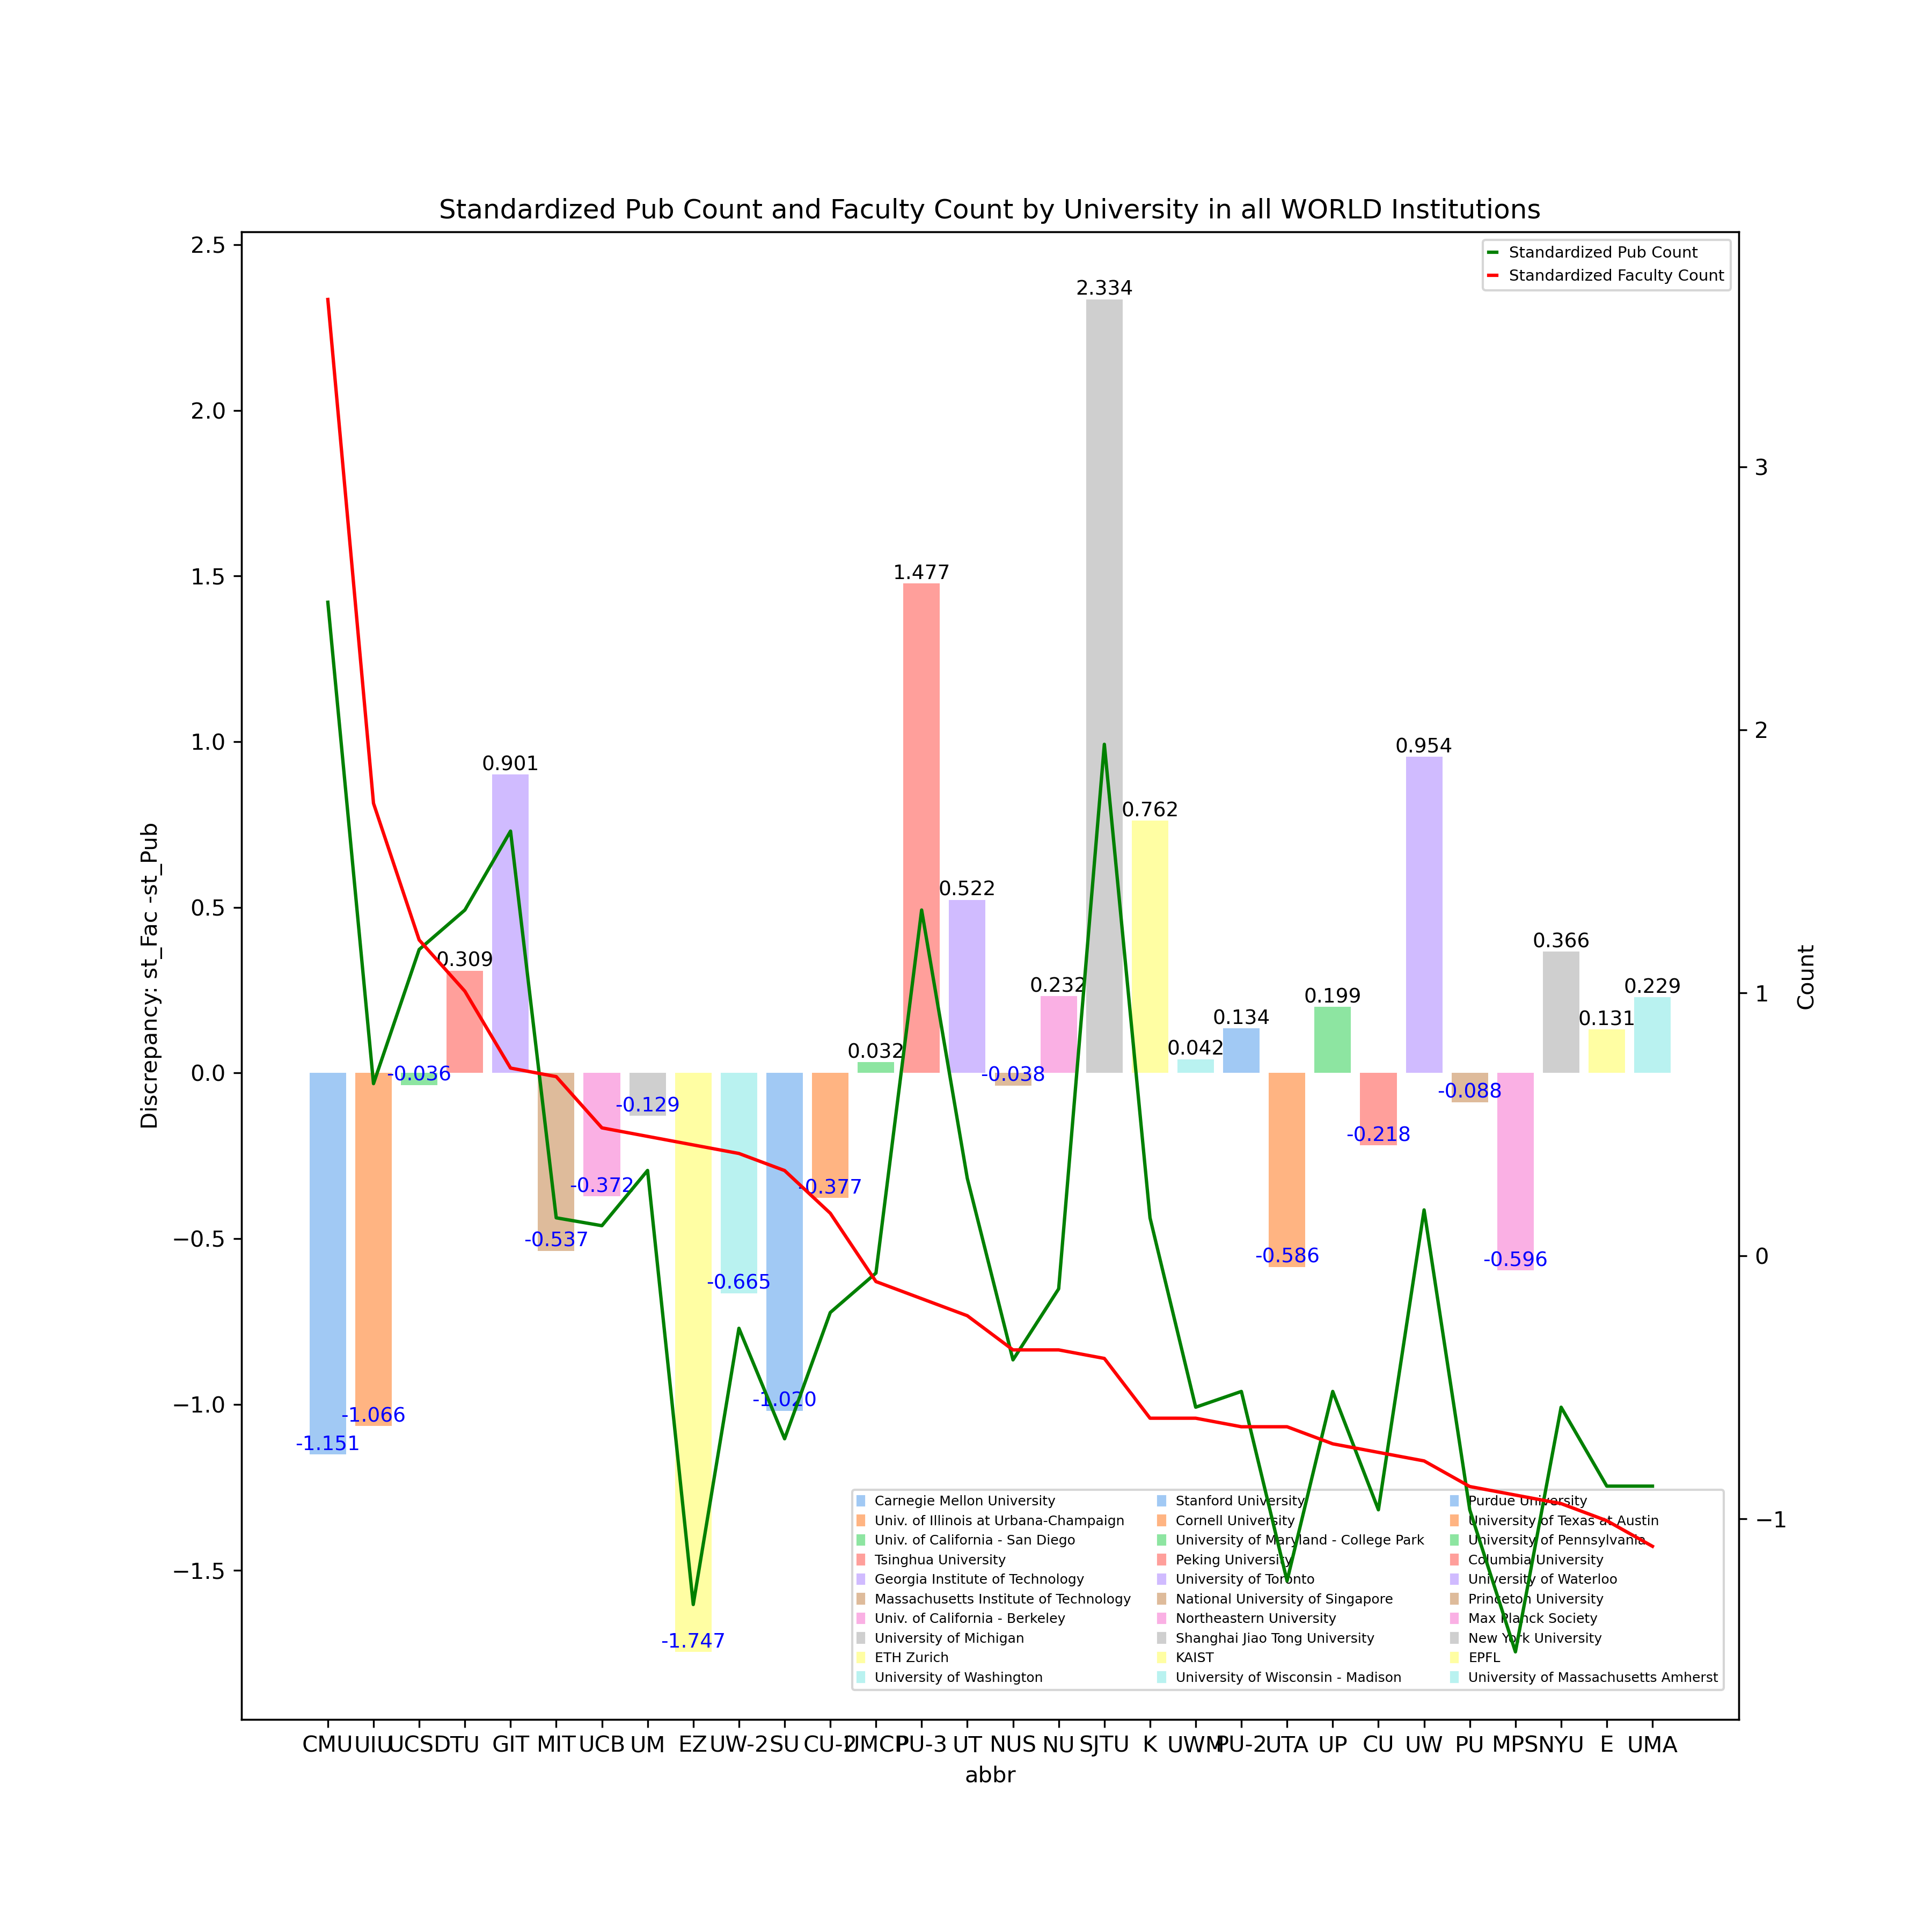 Standardized Pub Count and Faculty Count by University in all WORLD Institutions
Standardized Pub Count
Standardized Faculty Count
2.5
2.0
1.5
1.0
0.5
0.0
−0.5
−1.0
−1.5
Discrepancy: st_Fac -st_Pub
3
2
1
0
−1
Count
-1.151
-1.066
-0.036
0.309
0.901
-0.537
-0.372
-0.129
-1.747
-0.665
-1.020
-0.377
0.032
1.477
0.522
-0.038
0.232
2.334
0.762
0.042
0.134
-0.586
0.199
-0.218
0.954
-0.088
-0.596
0.366
0.131
0.229
Carnegie Mellon University
Univ. of Illinois at Urbana-Champaign
Univ. of California - San Diego
Tsinghua University
Georgia Institute of Technology
Massachusetts Institute of Technology
Univ. of California - Berkeley
University of Michigan
ETH Zurich
University of Washington
Stanford University
Cornell University
University of Maryland - College Park
Peking University
University of Toronto
National University of Singapore
Northeastern University
Shanghai Jiao Tong University
KAIST
University of Wisconsin - Madison
Purdue University
University of Texas at Austin
University of Pennsylvania
Columbia University
University of Waterloo
Princeton University
Max Planck Society
New York University
EPFL
University of Massachusetts Amherst
CMU UIU UCSD TU GIT MIT UCB UM EZ UW-2 SU CU-2 UMCP PU-3 UT NUS NU SJTU K UWM PU-2 UTA UP CU UW PU MPS NYU E UMA
abbr